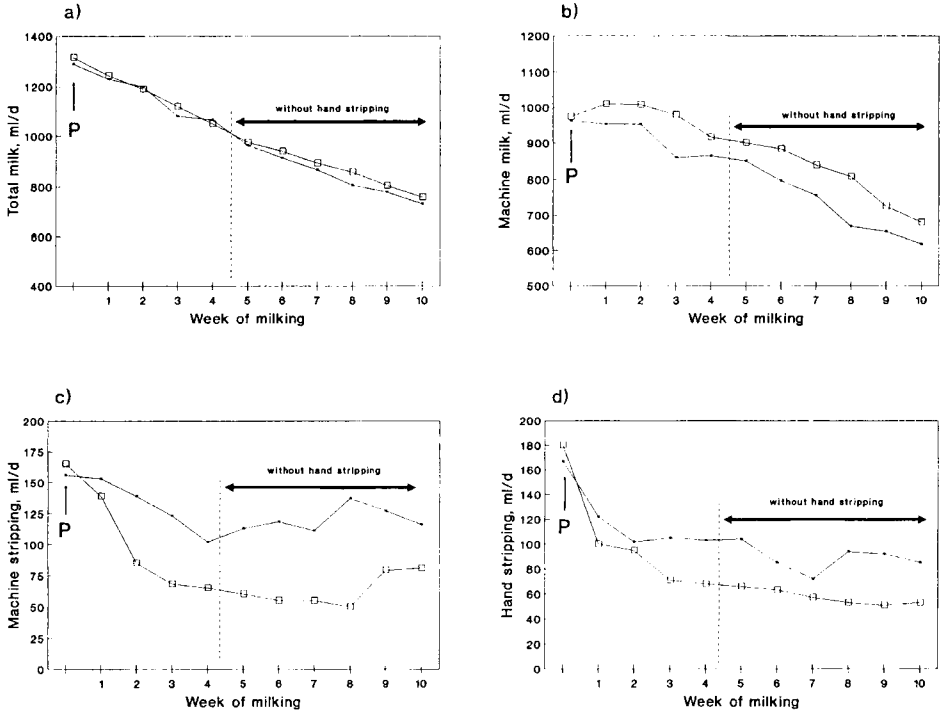 a)
Total milk, ml/d
1400
1200
1000
800
600
400
P
without hand stripping
1 2 3 4 5 6 7 8 9 10
Week of milking
b)
Machine milk, ml/d
1200
1100
1000
900
800
700
600
500
P
without hand stripping
1 2 3 4 5 6 7 8 9 10
Week of milking
c)
Machine stripping, ml/d
200
175
150
125
100
75
50
25
0
P
without hand stripping
1 2 3 4 5 6 7 8 9 10
Week of milking
d)
Hand stripping, ml/d
200
180
160
140
120
100
80
60
40
20
0
P
without hand stripping
1 2 3 4 5 6 7 8 9 10
Week of milking